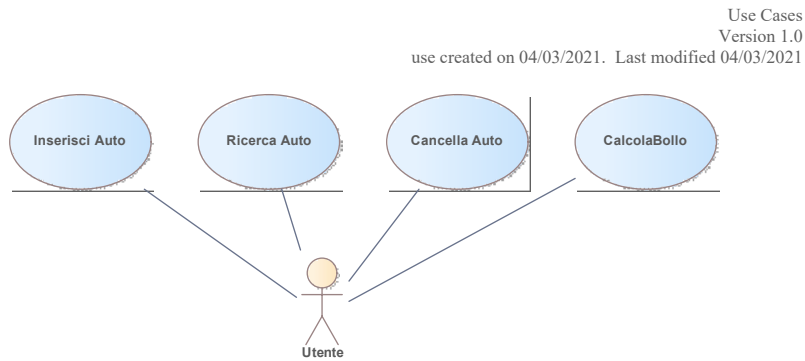 Use Cases
Version 1.0
use created on 04/03/2021.  Last modified 04/03/2021
Inserisci Auto
Ricerca Auto
Cancella Auto
CalcolaBollo
Utente